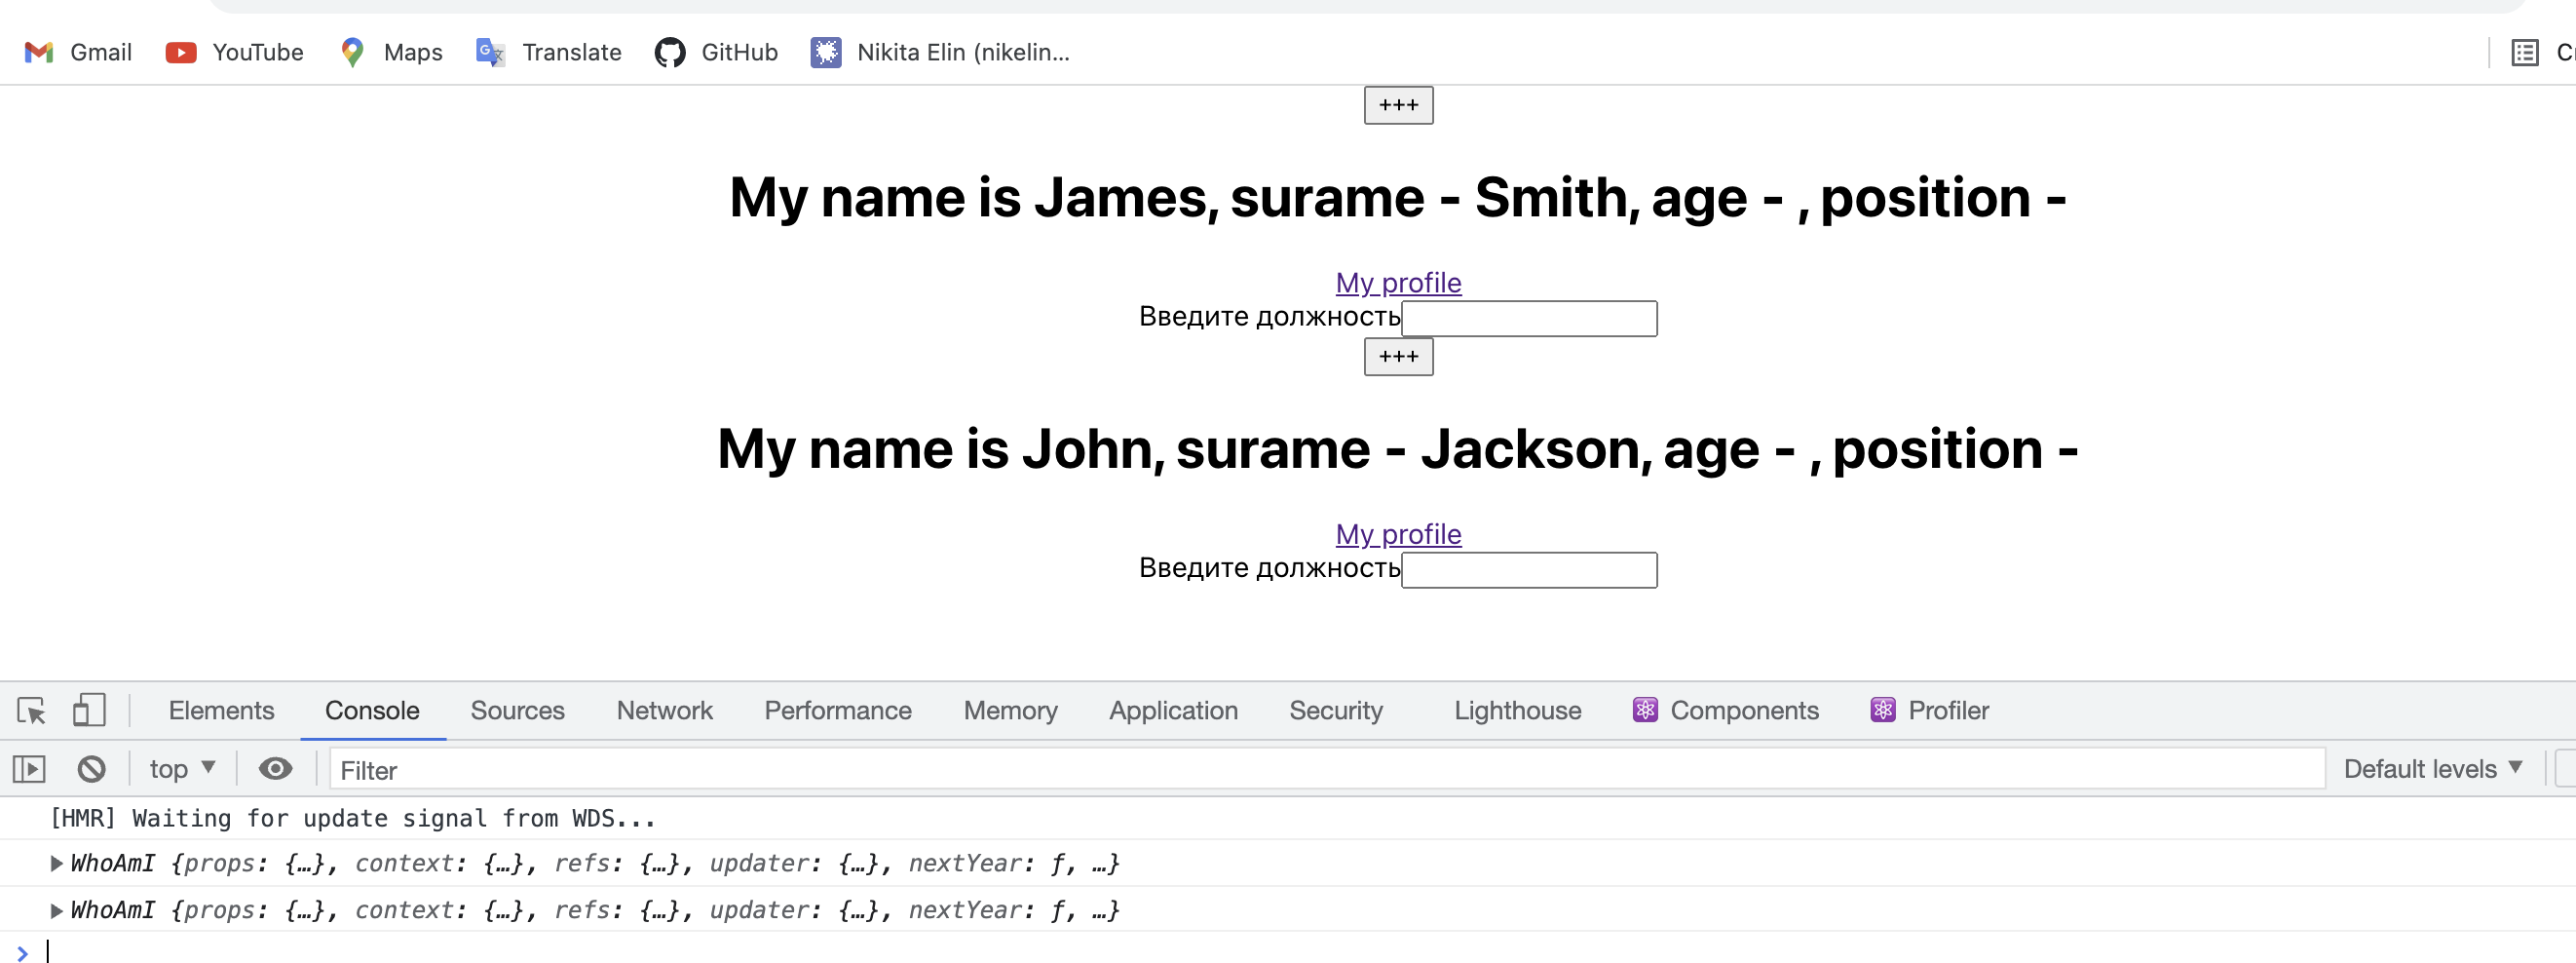 Gmail YouTube Maps Translate GitHub Nikita Elin (nikelin...
+++
My name is James, surame - Smith, age - , position -
My profile
Введите должность
+++
My name is John, surame - Jackson, age - , position -
My profile
Введите должность
Elements Console Sources Network Performance Memory Application Security Lighthouse Components Profiler
top Filter Default levels
[HMR] Waiting for update signal from WDS...
WhoAmI {props: {…}, context: {…}, refs: {…}, updater: {…}, nextYear: ƒ, …}
WhoAmI {props: {…}, context: {…}, refs: {…}, updater: {…}, nextYear: ƒ, …}